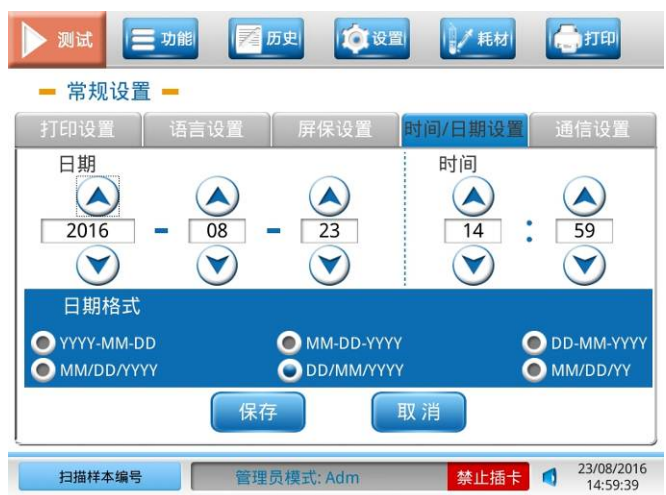 测试 功能 历史 设置 耗材 打印
常规设置
打印设置 语言设置 屏保设置 时间/日期设置 通信设置
日期 时间
2016 - 08 - 23 14 : 59
日期格式
YYYY-MM-DD MM-DD-YYYY DD-MM-YYYY
MM/DD/YYYY DD/MM/YYYY MM/DD/YY
保存 取消
扫描样本编号 管理员模式: Adm 禁止插卡 23/08/2016
14:59:39